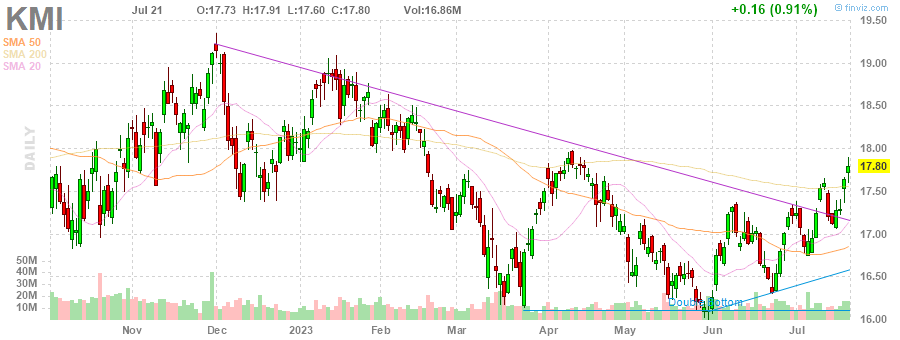 KMI
Jul 21 O:17.73 H:17.91 L:17.60 C:17.80 Vol:16.86M +0.16 (0.91%) @ finviz.com
SMA 50
SMA 200
SMA 20
DAILY
19.50
19.00
18.50
18.00
17.80
17.50
17.00
16.50
16.00
50M
40M
30M
20M
10M
Double Bottom
Nov Dec 2023 Feb Mar Apr May Jun Jul